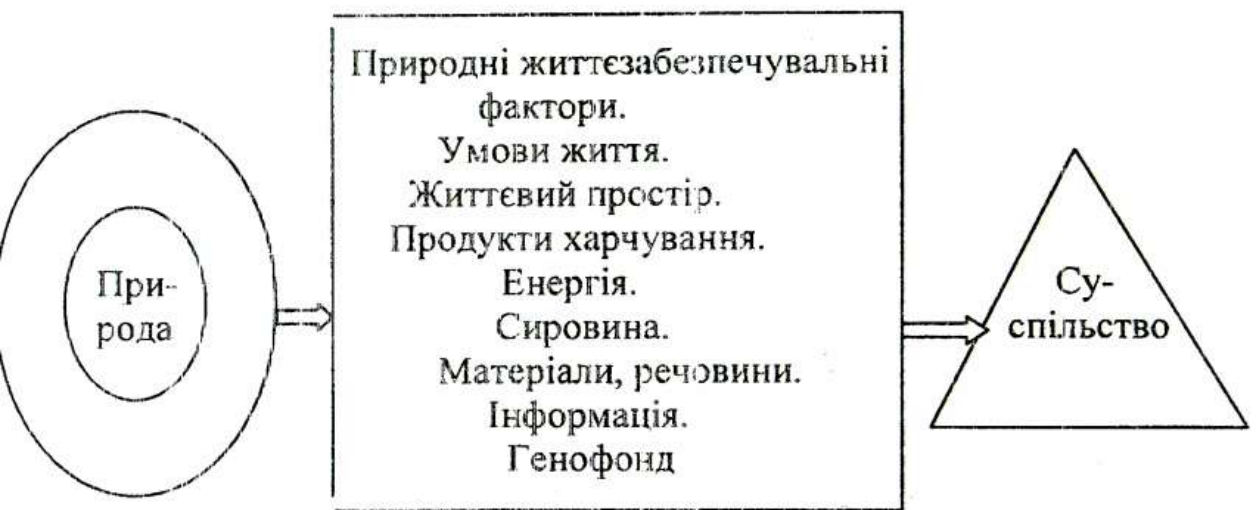 При-
рода
Природні життєзабезпечувальні
фактори.
Умови життя.
Життєвий простір.
Продукти харчування.
Енергія.
Сировина.
Матеріали, речовини.
Інформація.
Генофонд
Су-
спільство